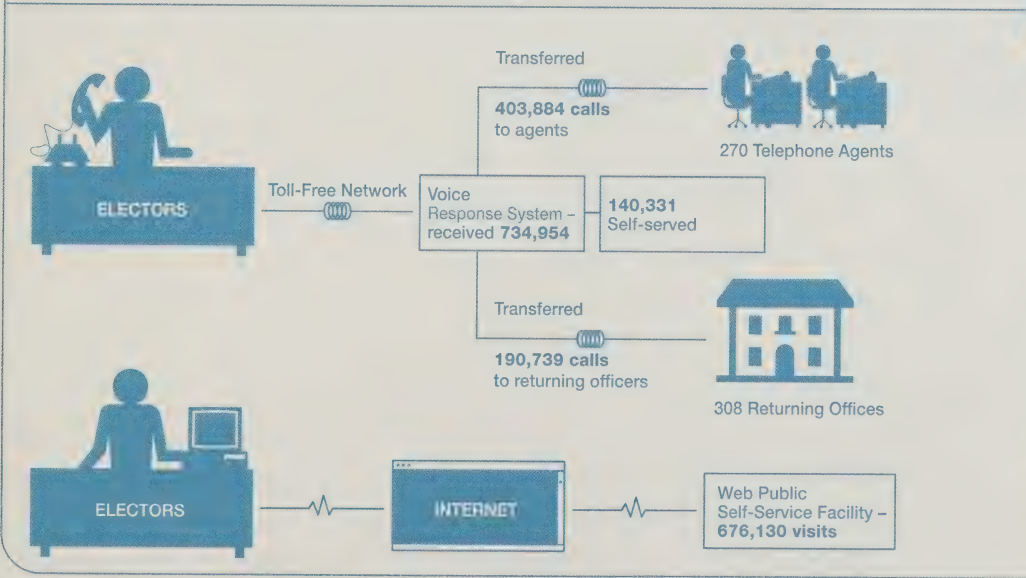 Transferred
403,884 calls
to agents
270 Telephone Agents
ELECTORS
Toll-Free Network
Voice
Response System –
received 734,954
140,331
Self-served
Transferred
190,739 calls
to returning officers
308 Returning Offices
ELECTORS
INTERNET
Web Public
Self-Service Facility –
676,130 visits